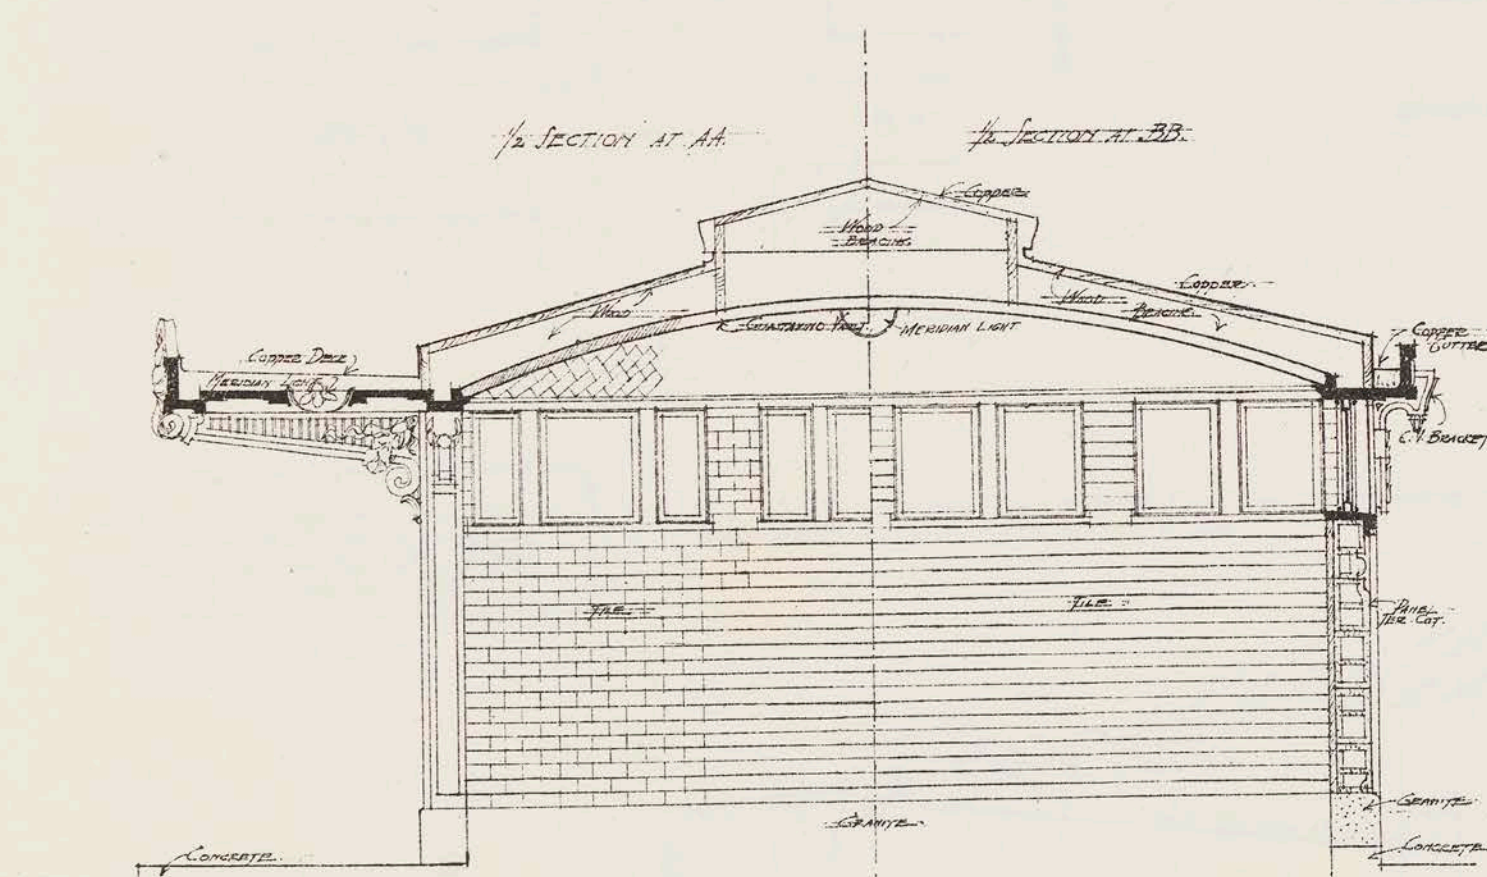 1/2 SECTION AT AA.
1/2 SECTION AT BB.
COPPER
WOOD
BRACING.
COPPER.
WOOD
WOOD
BRACING.
GUASTAVINO VAULT.
MERIDIAN LIGHT
COPPER
GUTTER
COPPER DECK
MERIDIAN LIGHT
C.I. BRACKET
TILE
TILE
PANEL
TER. COT.
GRANITE
GRANITE
CONCRETE.
CONCRETE